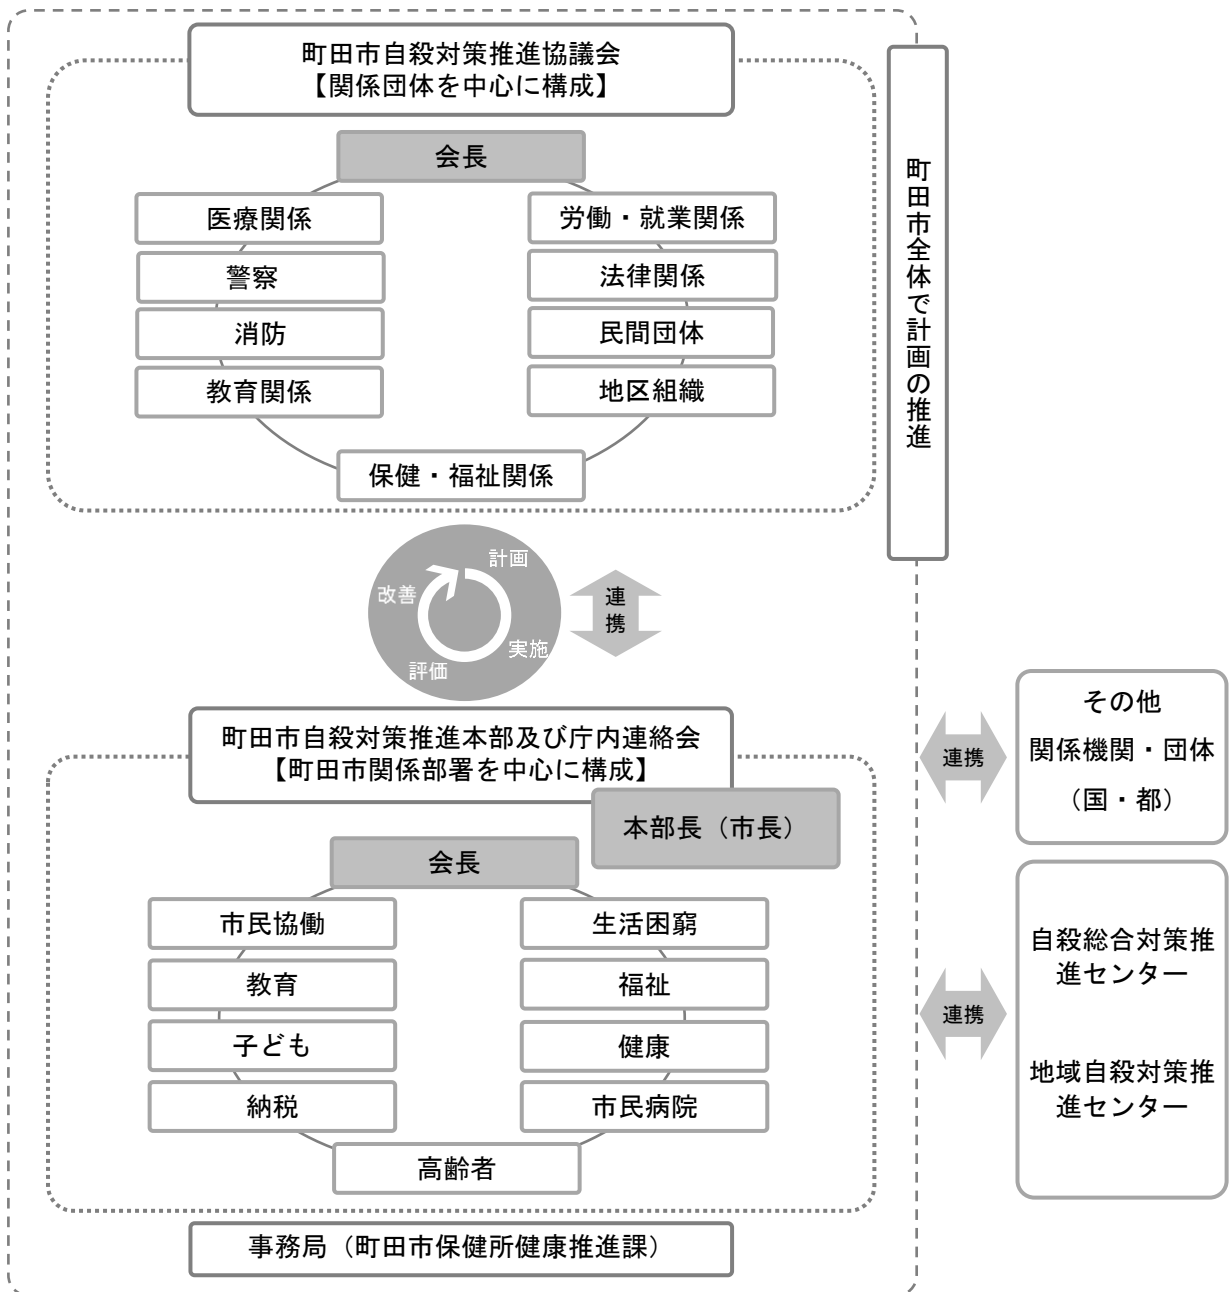 町田市自殺対策推進協議会
【関係団体を中心に構成】
会長
医療関係
労働・就業関係
警察
法律関係
消防
民間団体
教育関係
地区組織
保健・福祉関係
町田市全体で計画の推進
計画
実施
評価
改善
連携
町田市自殺対策推進本部及び庁内連絡会
【町田市関係部署を中心に構成】
本部長（市長）
会長
市民協働
生活困窮
教育
福祉
子ども
健康
納税
市民病院
高齢者
事務局（町田市保健所健康推進課）
連携
その他
関係機関・団体
（国・都）
連携
自殺総合対策推
進センター
地域自殺対策推
進センター